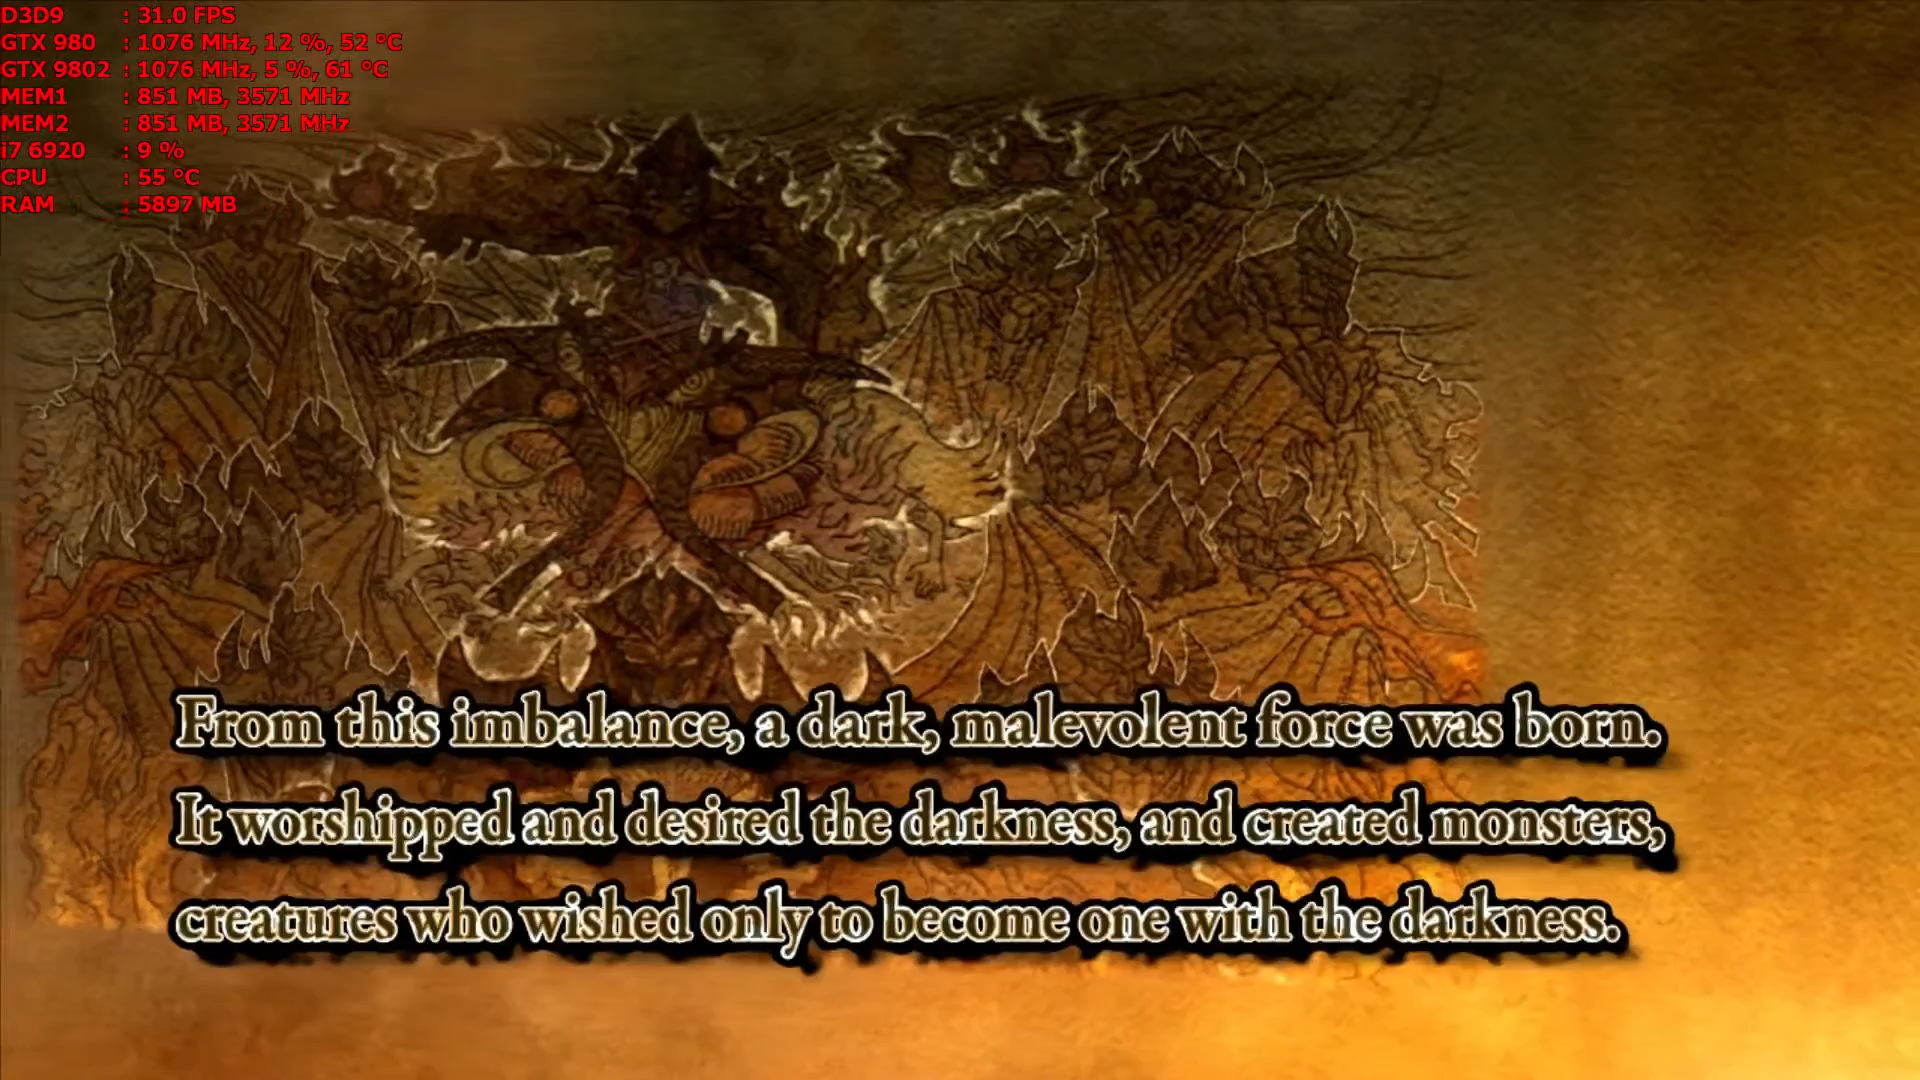 D3D9 : 31.0 FPS
GTX 980 : 1076 MHz, 12 %, 52 °C
GTX 9802 : 1076 MHz, 5 %, 61 °C
MEM1 : 851 MB, 3571 MHz
MEM2 : 851 MB, 3571 MHz
i7 6920 : 9 %
CPU : 55 °C
RAM : 5897 MB
From this imbalance, a dark, malevolent force was born.
It worshipped and desired the darkness, and created monsters,
creatures who wished only to become one with the darkness.